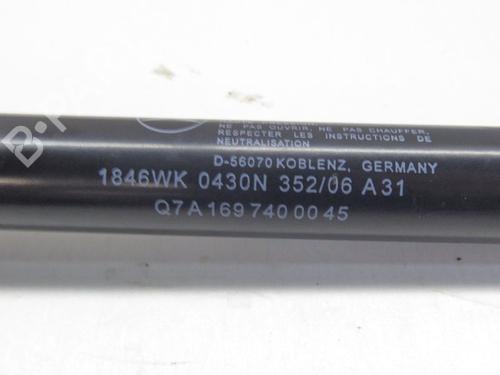 NE PAS OUVRIR, NE PAS CHAUFFER,
RESPECTER LES INSTRUCTIONS DE
NEUTRALISATION
D-56070 KOBLENZ, GERMANY
1846WK 0430N 352/06 A31
Q7 A 169 740 00 45